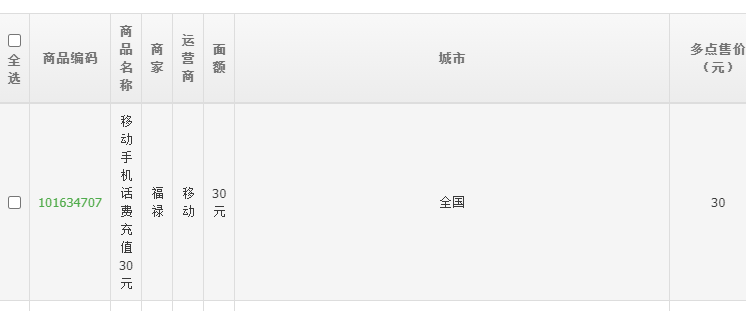 全选
商品编码
商品名称
商家
运营商
面额
城市
多点售价
（元）
101634707
移动手机话费充值30元
福禄
移动
30元
全国
30